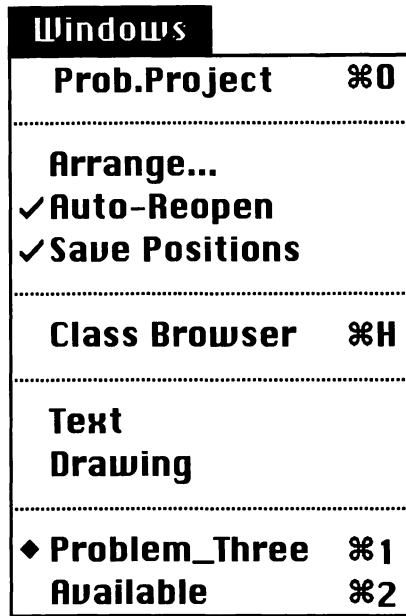 Windows
Prob.Project ⌘0
Arrange...
✓Auto-Reopen
✓Save Positions
Class Browser ⌘H
Text
Drawing
◆ Problem_Three ⌘1
Available ⌘2